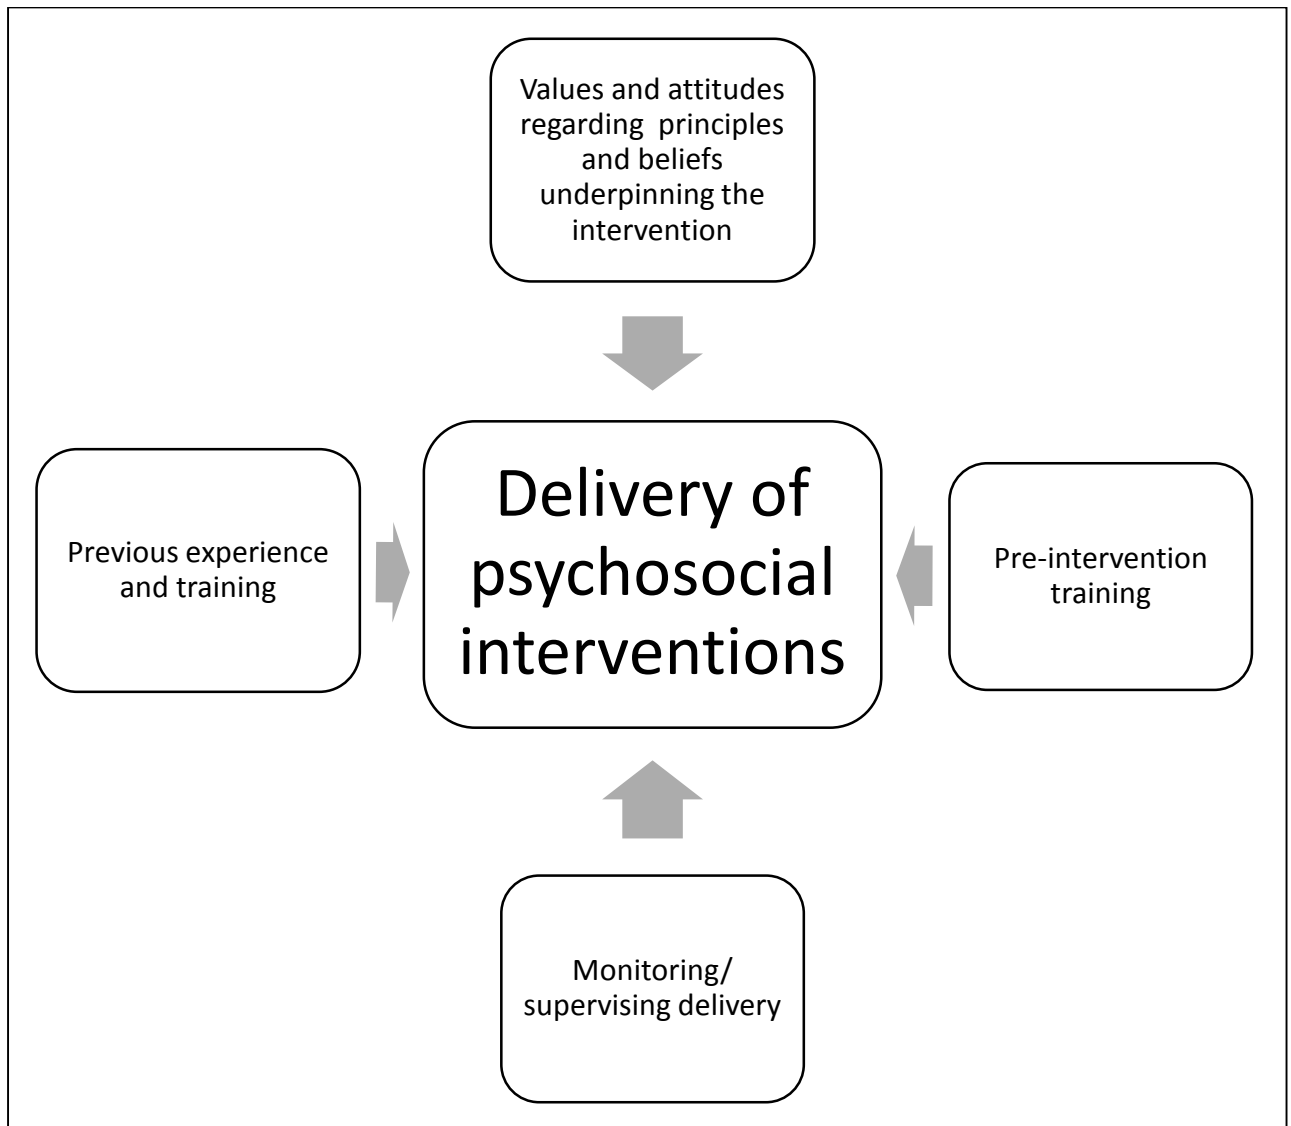 Values and attitudes
regarding  principles
and beliefs
underpinning the
intervention
Previous experience
and training
Delivery of
psychosocial
interventions
Pre-intervention
training
Monitoring/
supervising delivery